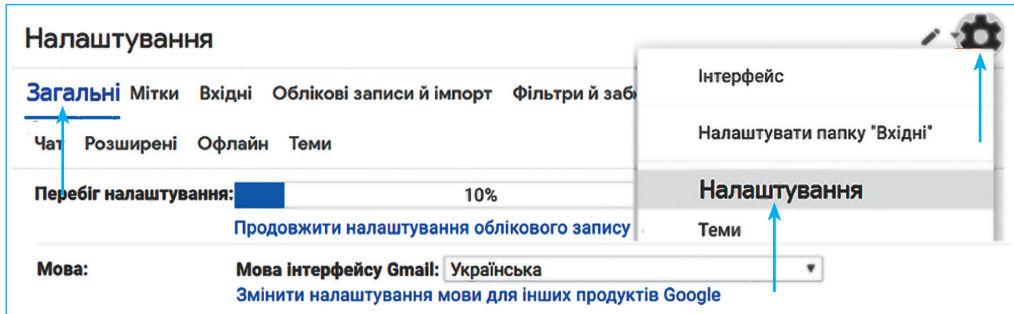 Налаштування
Загальні Мітки Вхідні Облікові записи й імпорт Фільтри й
Чат Розширені Офлайн Теми
Перебіг налаштування: 10%
Продовжити налаштування облікового запису
Мова: Мова інтерфейсу Gmail: Українська
Змінити налаштування мови для інших продуктів Google
Інтерфейс
Налаштувати папку "Вхідні"
Налаштування
Теми